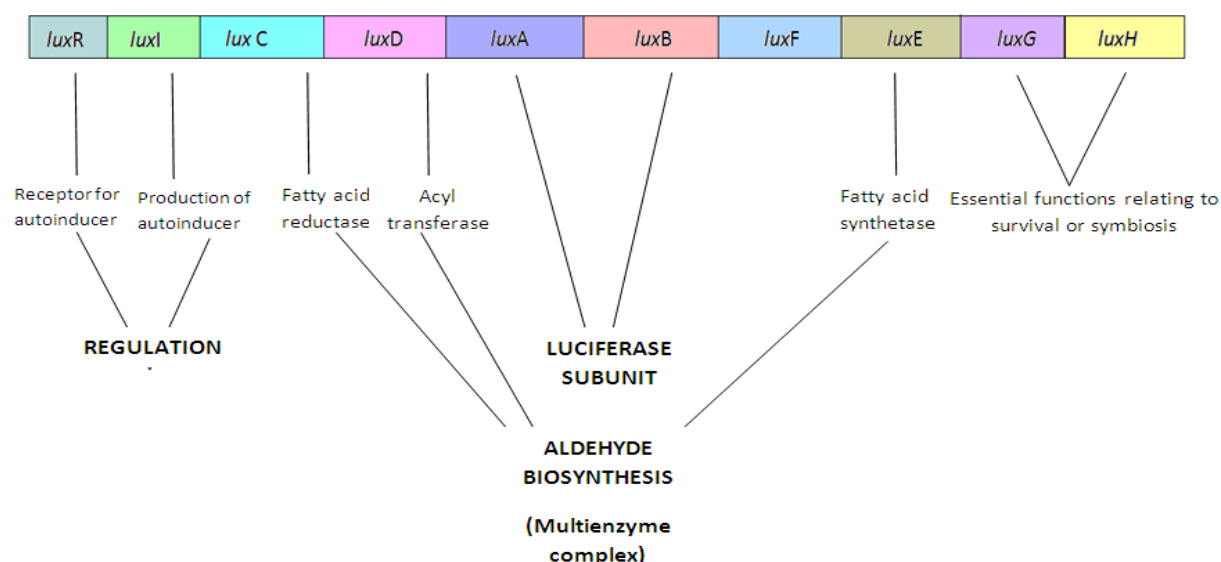 luxR luxI lux C luxD luxA luxB luxF luxE luxG luxH
Receptor for
autoinducer
Production of
autoinducer
Fatty acid
reductase
Acyl
transferase
Fatty acid
synthetase
Essential functions relating to
survival or symbiosis
REGULATION
LUCIFERASE
SUBUNIT
ALDEHYDE
BIOSYNTHESIS
(Multienzyme
complex)